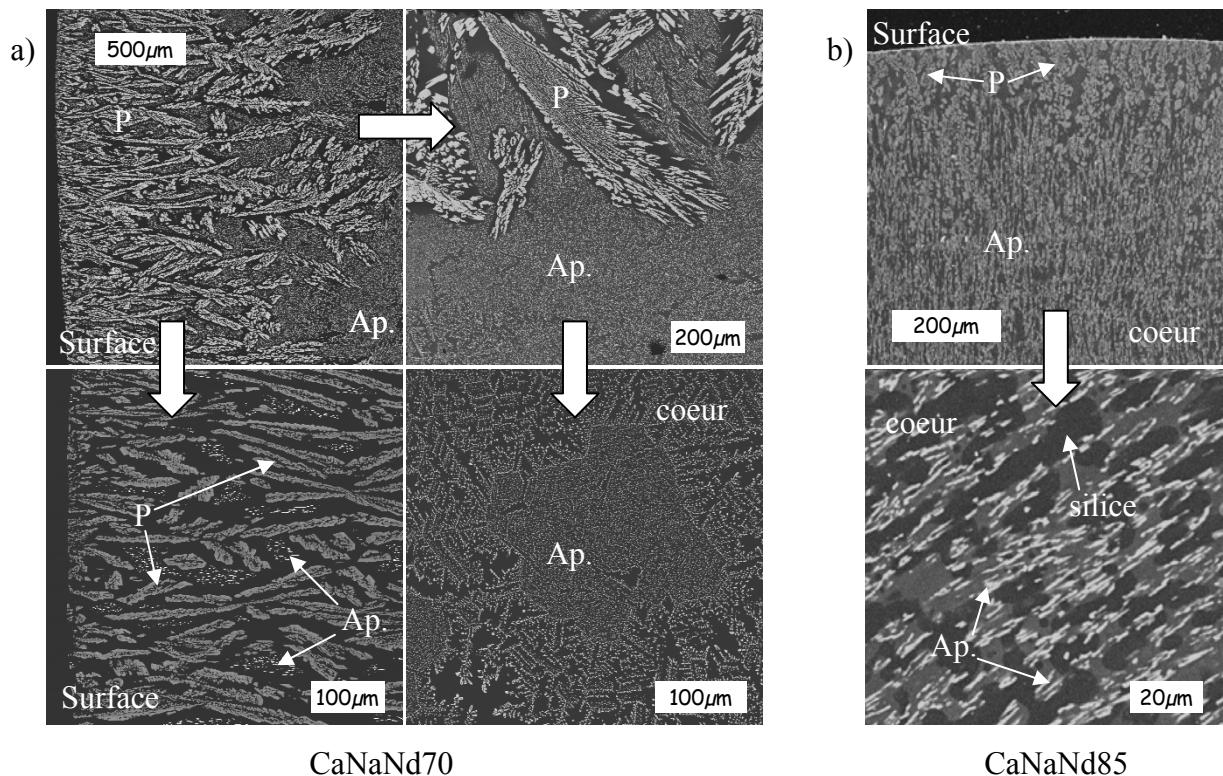 a)
500µm
P
Surface
Ap.
P
Ap.
200µm
P
Ap.
Surface
100µm
coeur
Ap.
100µm
CaNaNd70
b)
Surface
P
Ap.
200µm
coeur
coeur
silice
Ap.
20µm
CaNaNd85